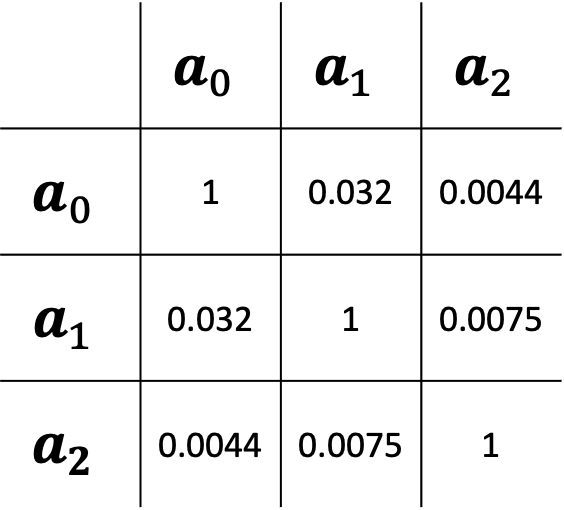 a₀ a₁ a₂
a₀ 1 0.032 0.0044
a₁ 0.032 1 0.0075
a₂ 0.0044 0.0075 1